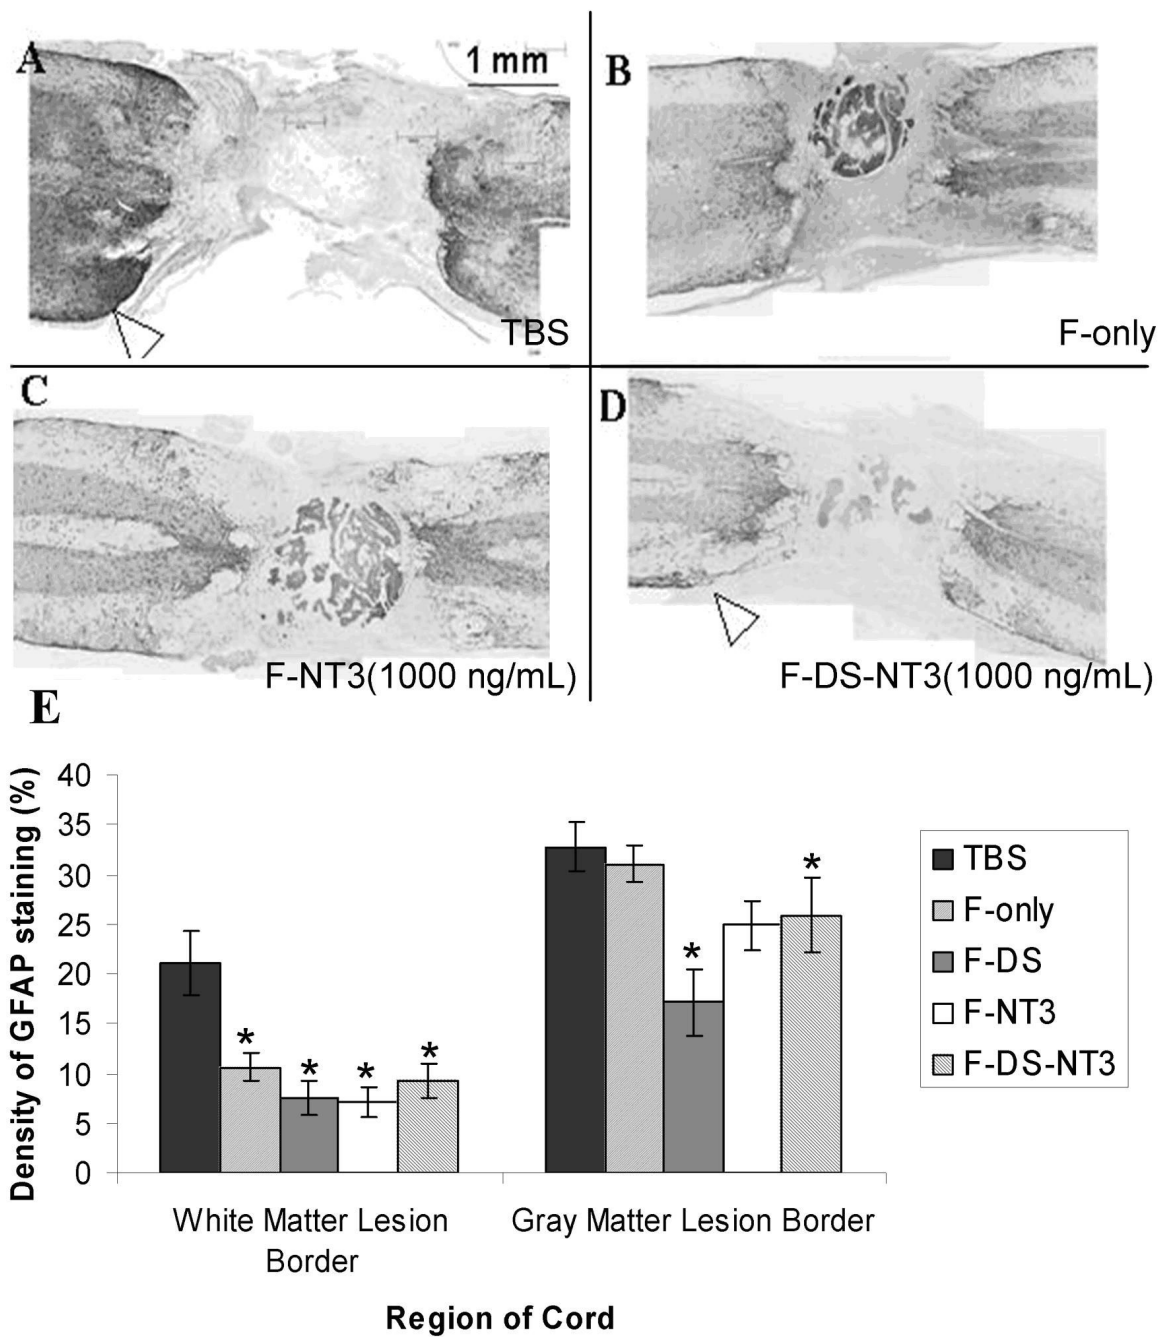 A
1 mm
TBS
B
F-only
C
F-NT3(1000 ng/mL)
D
F-DS-NT3(1000 ng/mL)
E
Density of GFAP staining (%)
40
35
30
25
20
15
10
5
0
*
*
*
*
*
*
White Matter Lesion
Border
Gray Matter Lesion Border
Region of Cord
TBS
F-only
F-DS
F-NT3
F-DS-NT3